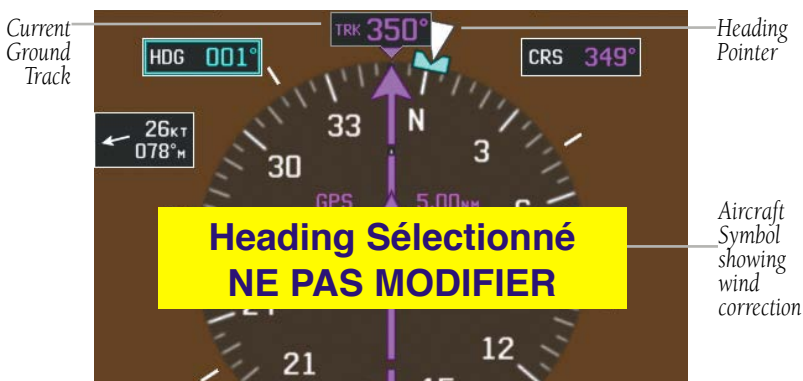 Current
Ground
Track
TRK 350°
Heading
Pointer
HDG 001°
CRS 349°
26KT
078°M
33
N
3
30
GPS
5.00NM
Heading Sélectionné
NE PAS MODIFIER
Aircraft
Symbol
showing
wind
correction
21
12